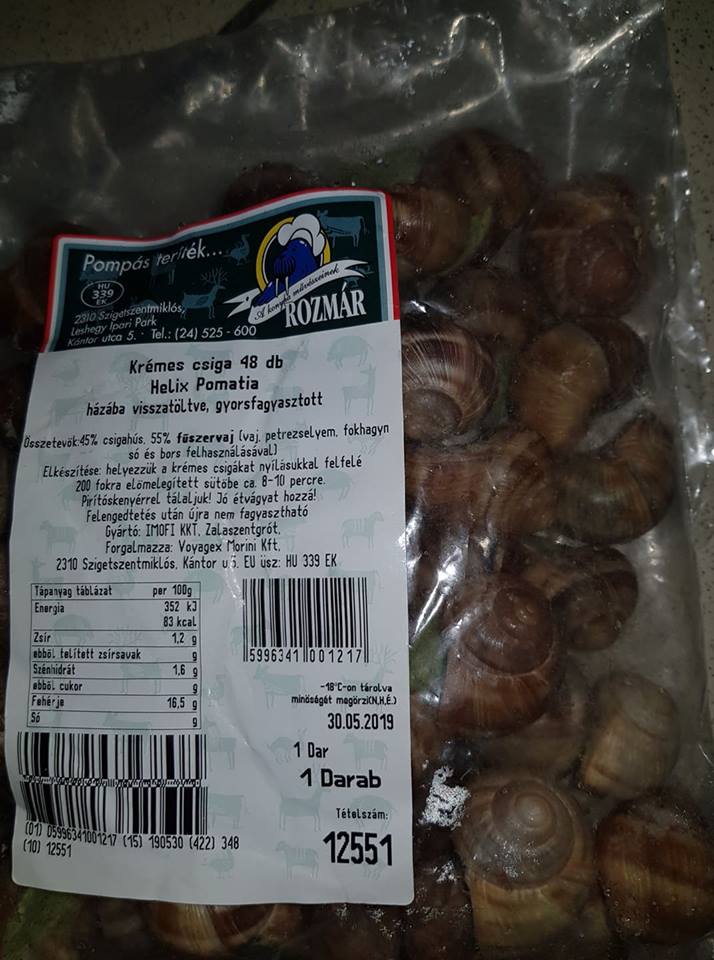 Pompás teríték...
HU
339
EK
2310 Szigetszentmiklós,
Leshegy Ipari Park
Kántor utca 5. · Tel.: (24) 525 - 600
A konyha művészeinek
ROZMÁR
Krémes csiga 48 db
Helix Pomatia
házába visszatöltve, gyorsfagyasztott
Összetevők:45% csigahús, 55% fűszervaj (vaj, petrezselyem, fokhagyn
só és bors felhasználásával)
Elkészítése: helyezzük a krémes csigákat nyílásukkal felfelé
200 fokra előmelegített sütőbe ca. 8-10 percre.
Pirítóskenyérrel tálaljuk! Jó étvágyat hozzá!
Felengedtetés után újra nem fagyasztható
Gyártó: IMOFI KKT, Zalaszentgrót,
Forgalmazza: Voyagex Morini Kft,
2310 Szigetszentmiklós, Kántor u 5. EU üsz: HU 339 EK
Tápanyag táblázat per 100g
Energia 352 kJ
83 kcal
Zsír 1,2 g
ebből telített zsírsavak g
Szénhidrát 1,6 g
ebből cukor g
Fehérje 16,5 g
Só g
5996341 001217
-18°C-on tárolva
minőségét megőrzi(N,H,É,)
30.05.2019
1 Dar
1 Darab
Tételszám:
12551
(01) 05996341001217 (15) 190530 (422) 348
(10) 12551